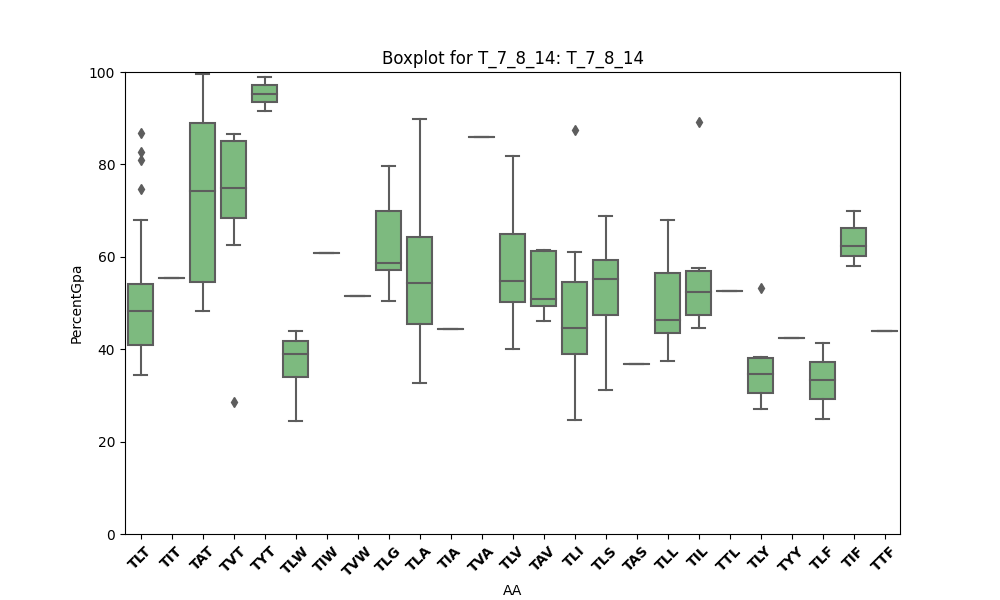 Boxplot for T_7_8_14: T_7_8_14
100
80
60
40
20
0
PercentGpa
TLT TIT TAT TVT TYT TLW TIW TVW TLG TLA TIA TVA TLV TAV TLI TLS TAS TLL TIL TTL TLY TYY TLF TIF TTF
AA